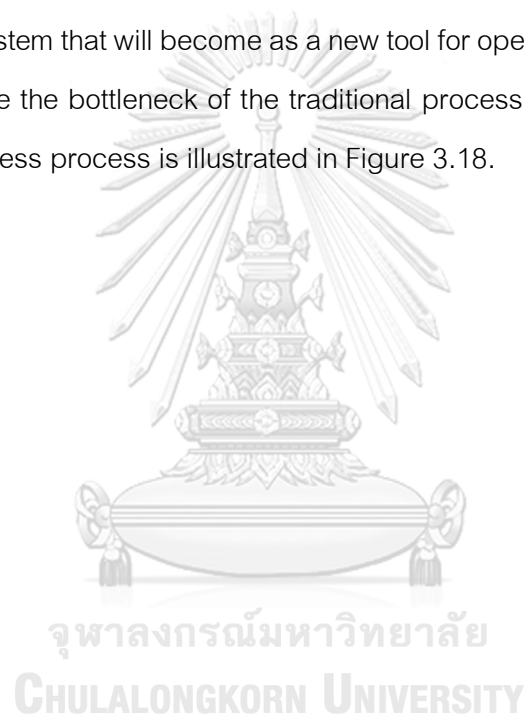 stem that will become as a new tool for ope
e the bottleneck of the traditional process
ess process is illustrated in Figure 3.18.
จุฬาลงกรณ์มหาวิทยาลัย
CHULALONGKORN UNIVERSITY